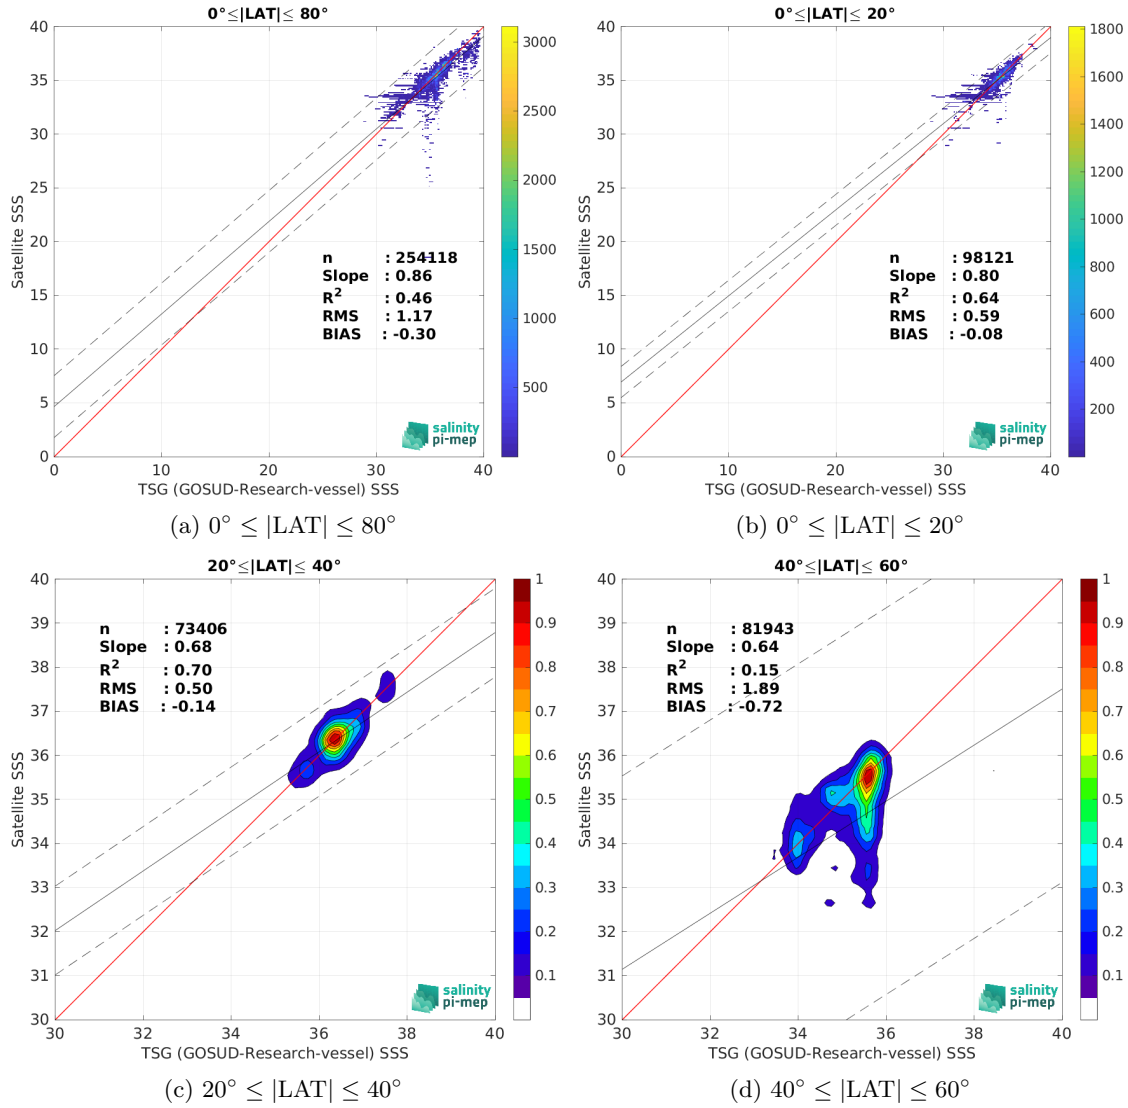 0°≤|LAT|≤ 80°
40
35
30
25
20
15
10
5
0
0
10
20
30
40
Satellite SSS
TSG (GOSUD-Research-vessel) SSS
n : 254118
Slope : 0.86
R² : 0.46
RMS : 1.17
BIAS : -0.30
salinity
pi-mep
3000
2500
2000
1500
1000
500
(a) 0° ≤ |LAT| ≤ 80°
0°≤|LAT|≤ 20°
40
35
30
25
20
15
10
5
0
0
10
20
30
40
Satellite SSS
TSG (GOSUD-Research-vessel) SSS
n : 98121
Slope : 0.80
R² : 0.64
RMS : 0.59
BIAS : -0.08
salinity
pi-mep
1800
1600
1400
1200
1000
800
600
400
200
(b) 0° ≤ |LAT| ≤ 20°
20°≤|LAT|≤ 40°
40
39
38
37
36
35
34
33
32
31
30
30
32
34
36
38
40
Satellite SSS
TSG (GOSUD-Research-vessel) SSS
n : 73406
Slope : 0.68
R² : 0.70
RMS : 0.50
BIAS : -0.14
salinity
pi-mep
1
0.9
0.8
0.7
0.6
0.5
0.4
0.3
0.2
0.1
(c) 20° ≤ |LAT| ≤ 40°
40°≤|LAT|≤ 60°
40
39
38
37
36
35
34
33
32
31
30
30
32
34
36
38
40
Satellite SSS
TSG (GOSUD-Research-vessel) SSS
n : 81943
Slope : 0.64
R² : 0.15
RMS : 1.89
BIAS : -0.72
salinity
pi-mep
1
0.9
0.8
0.7
0.6
0.5
0.4
0.3
0.2
0.1
(d) 40° ≤ |LAT| ≤ 60°